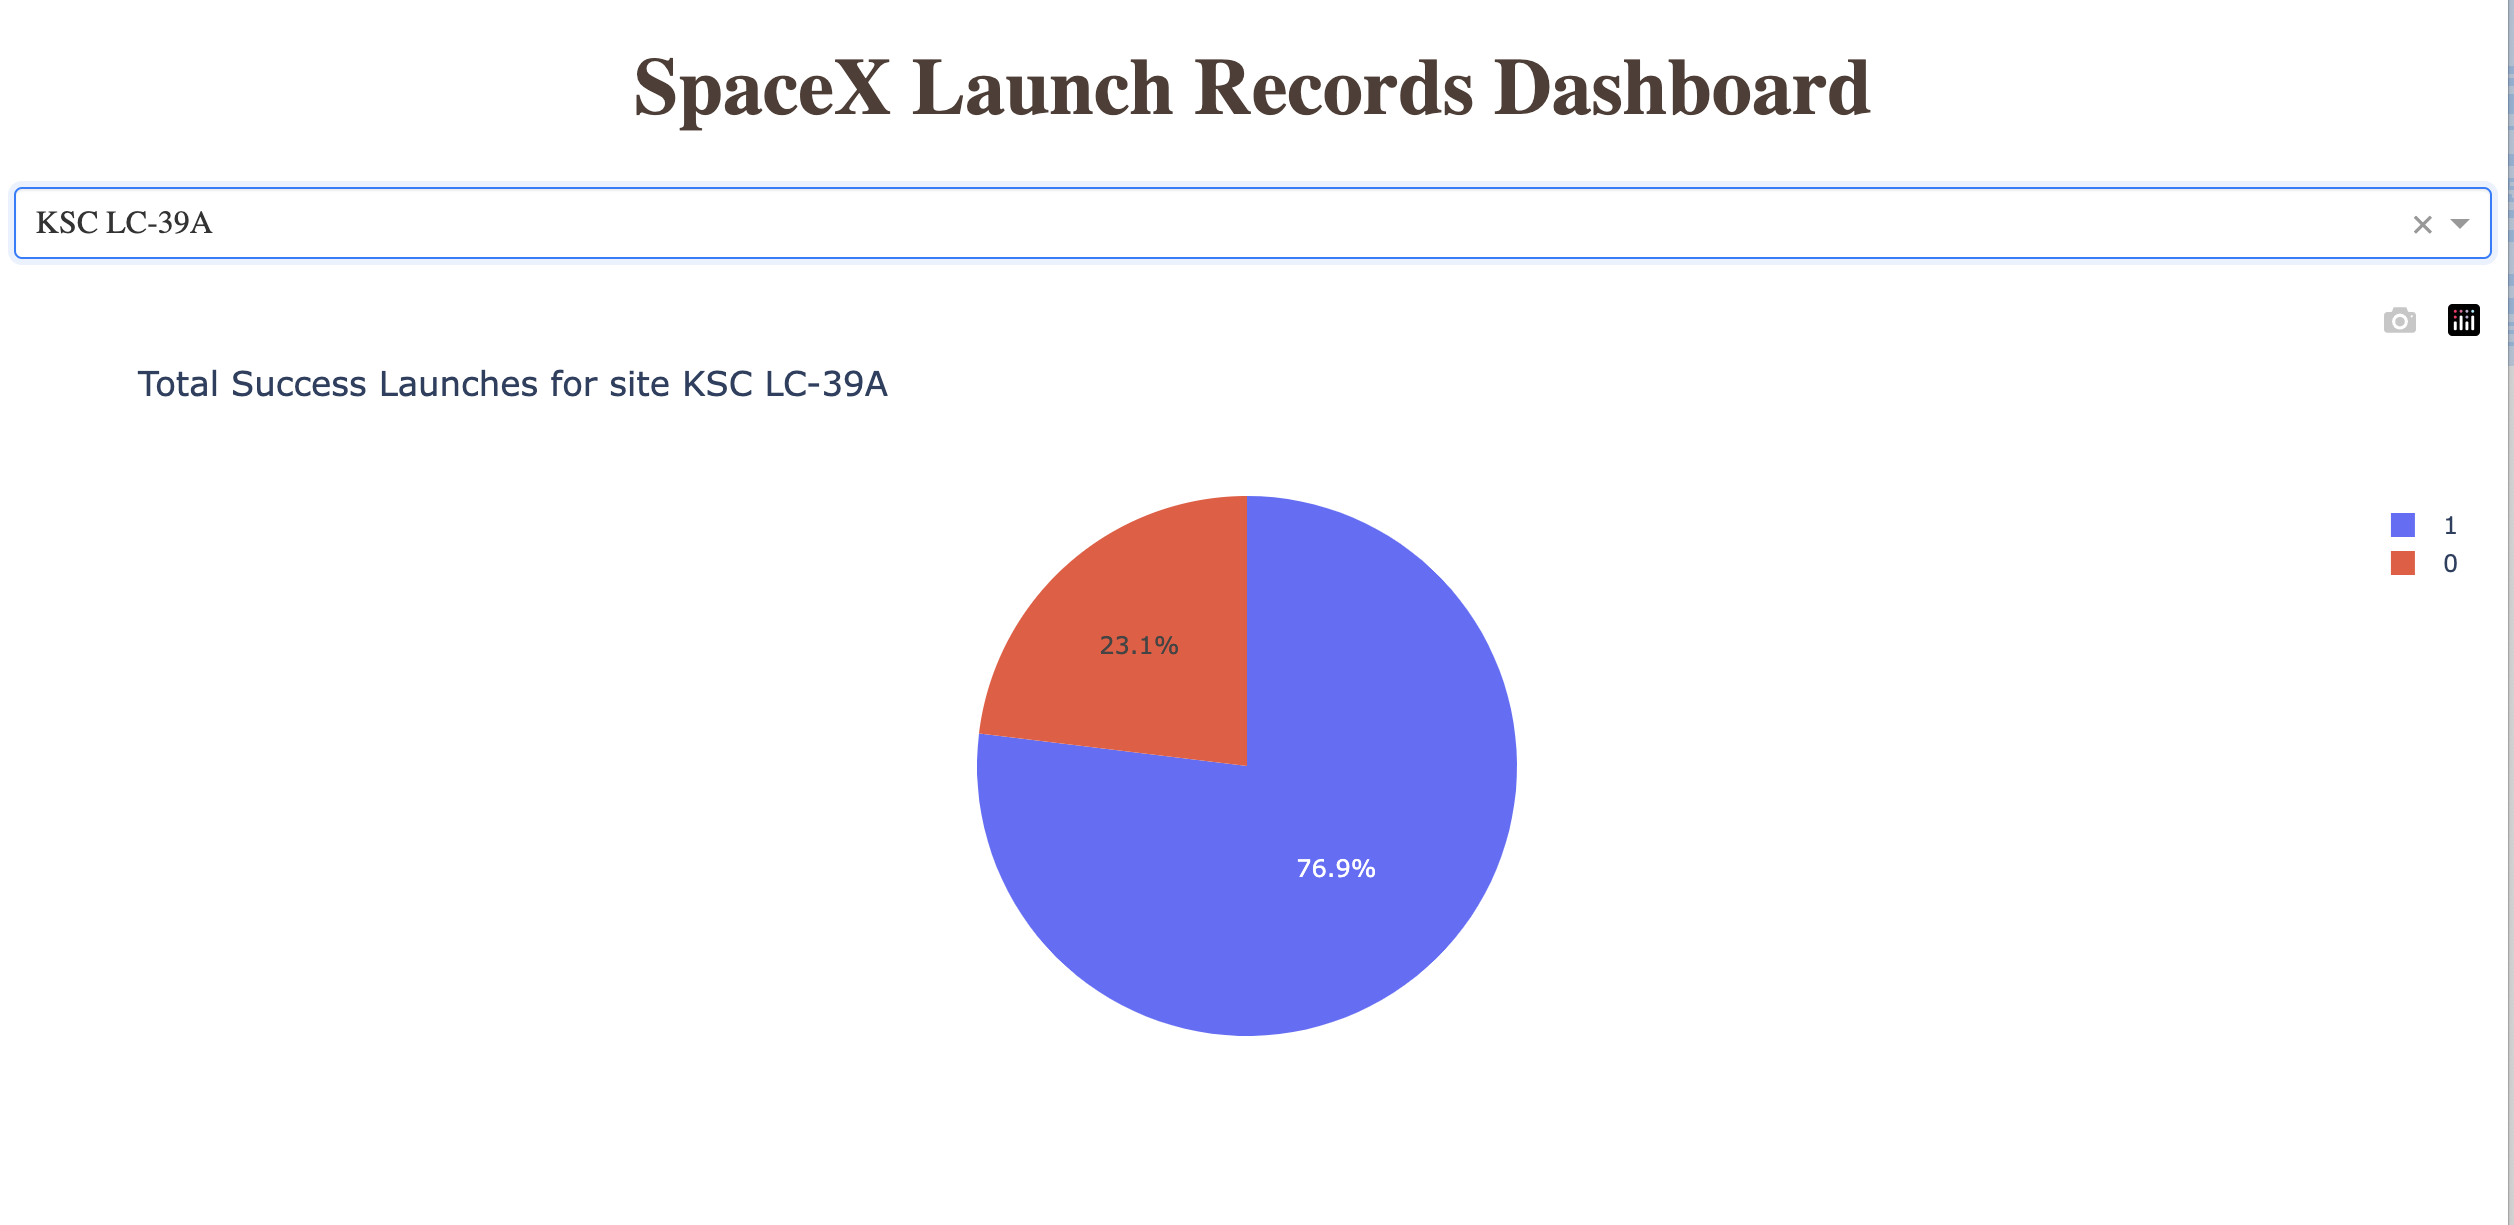 SpaceX Launch Records Dashboard
KSC LC-39A
Total Success Launches for site KSC LC-39A
1
0
23.1%
76.9%